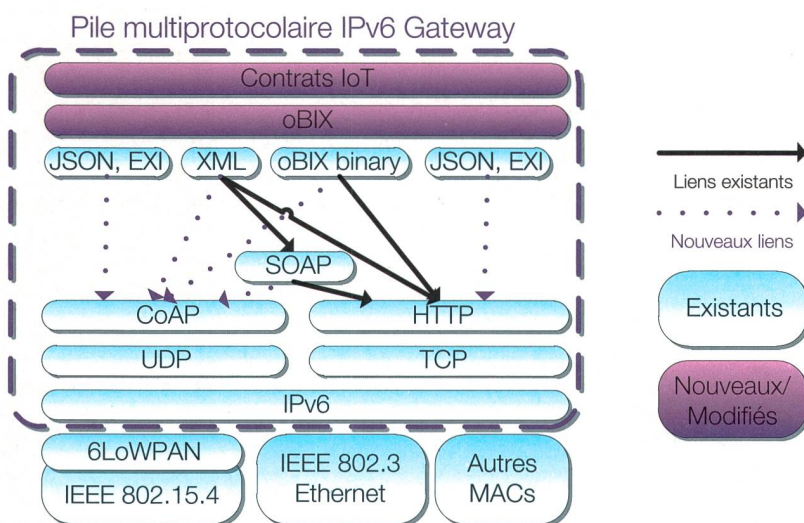 Pile multiprotocolaire IPv6 Gateway
Contrats IoT
oBIX
JSON, EXI
XML
oBIX binary
JSON, EXI
SOAP
CoAP
HTTP
UDP
TCP
IPv6
6LoWPAN
IEEE 802.15.4
IEEE 802.3
Ethernet
Autres
MACs
Liens existants
Nouveaux liens
Existants
Nouveaux/
Modifiés